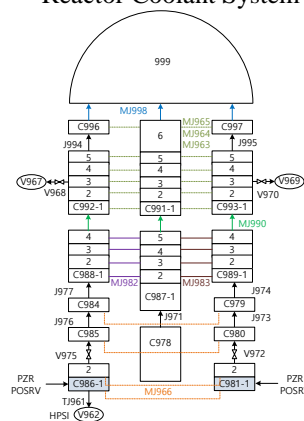 Reactor Coolant System
999
MJ998
C996
6
MJ965
MJ964
MJ963
C997
J994
J995
5
5
5
4
4
4
V967
3
3
3
V969
V968
2
2
2
V970
C992-1
C991-1
C993-1
MJ990
4
5
4
3
4
3
2
3
2
C988-1
MJ982
2
MJ983
C989-1
J977
C987-1
J974
C984
J971
C979
J976
J973
C985
C978
C980
V975
V972
PZR
POSRV
2
2
PZR
POSRV
C986-1
MJ966
C981-1
TJ961
HPSI
V962